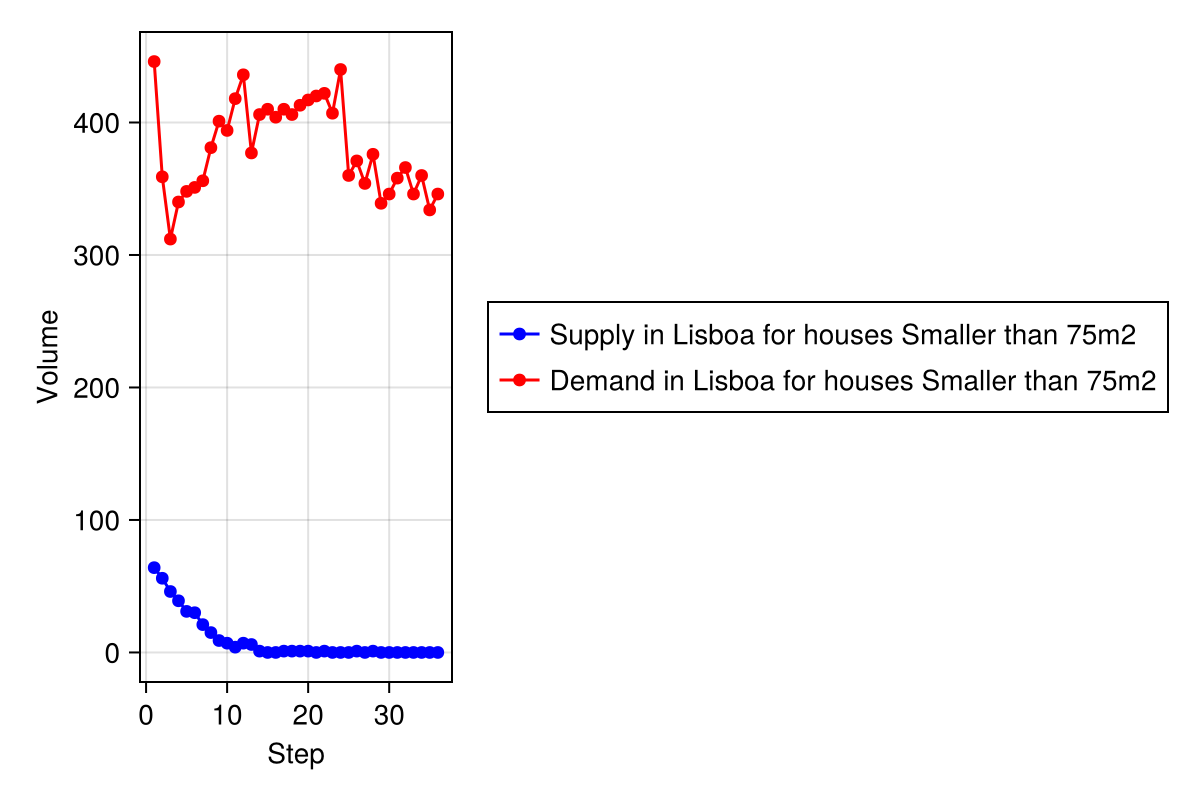 Volume
400
300
200
100
0
0 10 20 30
Step
Supply in Lisboa for houses Smaller than 75m2
Demand in Lisboa for houses Smaller than 75m2